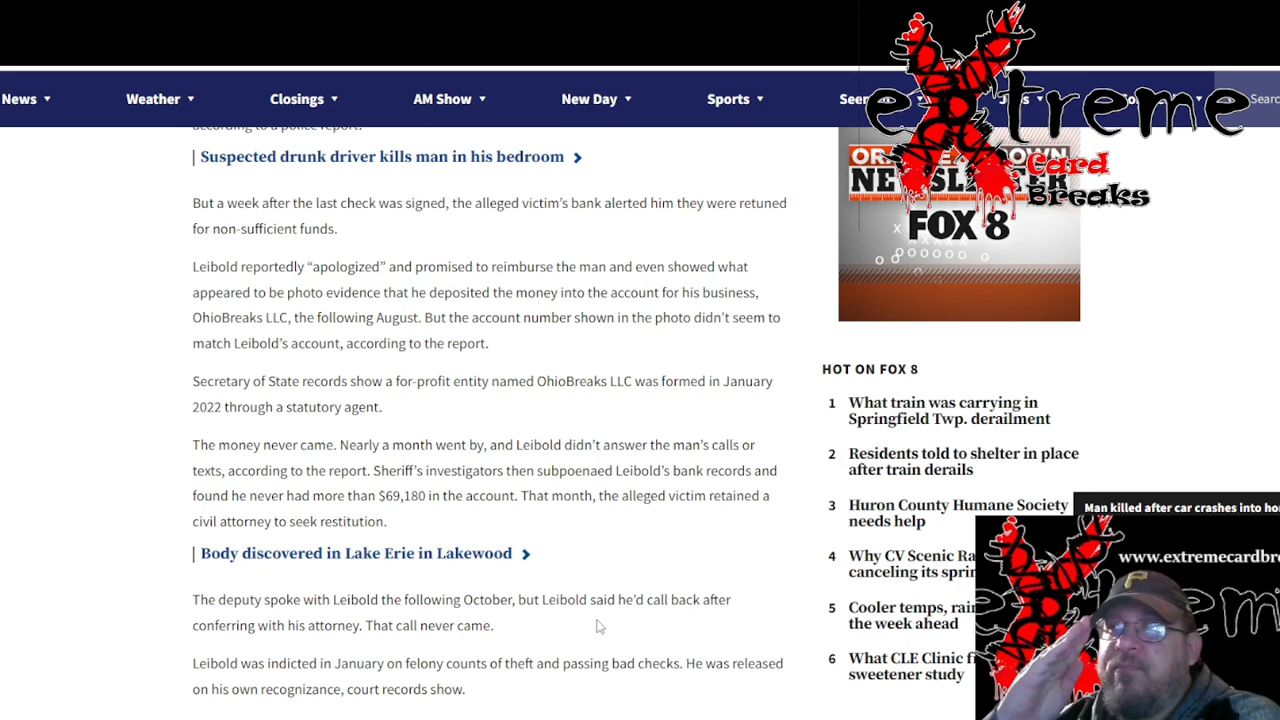 News
Weather
Closings
AM Show
New Day
Sports
Searc
eXtreme
Card
Breaks
according to a police report.
Suspected drunk driver kills man in his bedroom
But a week after the last check was signed, the alleged victim's bank alerted him they were retuned
for non-sufficient funds.
Leibold reportedly “apologized” and promised to reimburse the man and even showed what
appeared to be photo evidence that he deposited the money into the account for his business,
OhioBreaks LLC, the following August. But the account number shown in the photo didn't seem to
match Leibold's account, according to the report.
Secretary of State records show a for-profit entity named OhioBreaks LLC was formed in January
2022 through a statutory agent.
The money never came. Nearly a month went by, and Leibold didn't answer the man's calls or
texts, according to the report. Sheriff's investigators then subpoenaed Leibold's bank records and
found he never had more than $69,180 in the account. That month, the alleged victim retained a
civil attorney to seek restitution.
Body discovered in Lake Erie in Lakewood
The deputy spoke with Leibold the following October, but Leibold said he'd call back after
conferring with his attorney. That call never came.
Leibold was indicted in January on felony counts of theft and passing bad checks. He was released
on his own recognizance, court records show.
FOX 8
HOT ON FOX 8
1 What train was carrying in
Springfield Twp. derailment
2 Residents told to shelter in place
after train derails
3 Huron County Humane Society
needs help
4 Why CV Scenic Ra
canceling its sprin
5 Cooler temps, rain
the week ahead
6 What CLE Clinic f
sweetener study
Man killed after car crashes into ho
www.extremecardbre
P